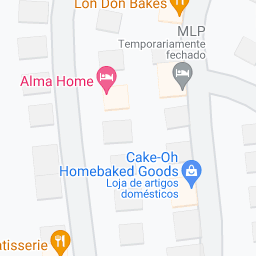 Lon Don Bakes
MLP
Temporariamente
fechado
Alma Home
Cake-Oh
Homebaked Goods
Loja de artigos
domésticos
atisserie